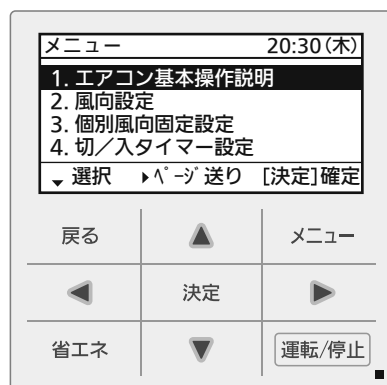 メニュー 20:30(木)
1. エアコン基本操作説明
2. 風向設定
3. 個別風向固定設定
4. 切／入タイマー設定
選択 ページ送り [決定]確定
戻る メニュー
決定
省エネ 運転/停止